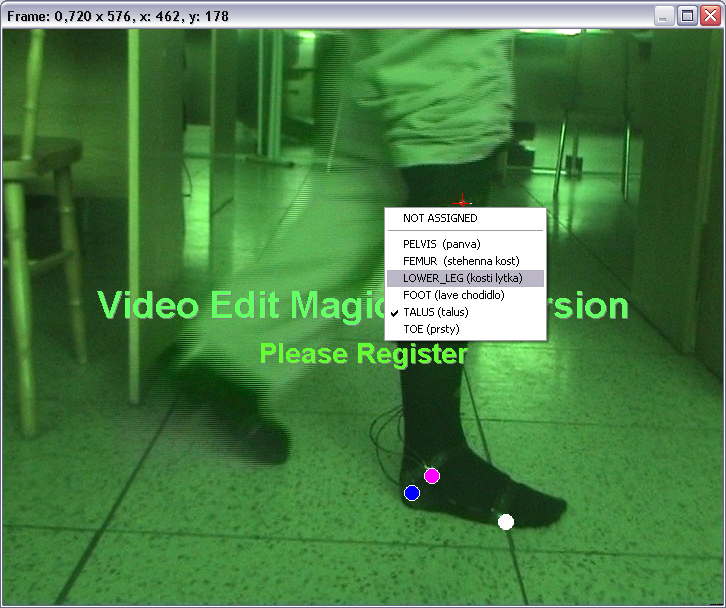 Frame: 0,720 x 576, x: 462, y: 178
NOT ASSIGNED
PELVIS (panva)
FEMUR (stehenna kost)
LOWER_LEG (kosti lytka)
Video Edit Magic rsion
FOOT (lave chodidlo)
TALUS (talus)
TOE (prsty)
Please Register